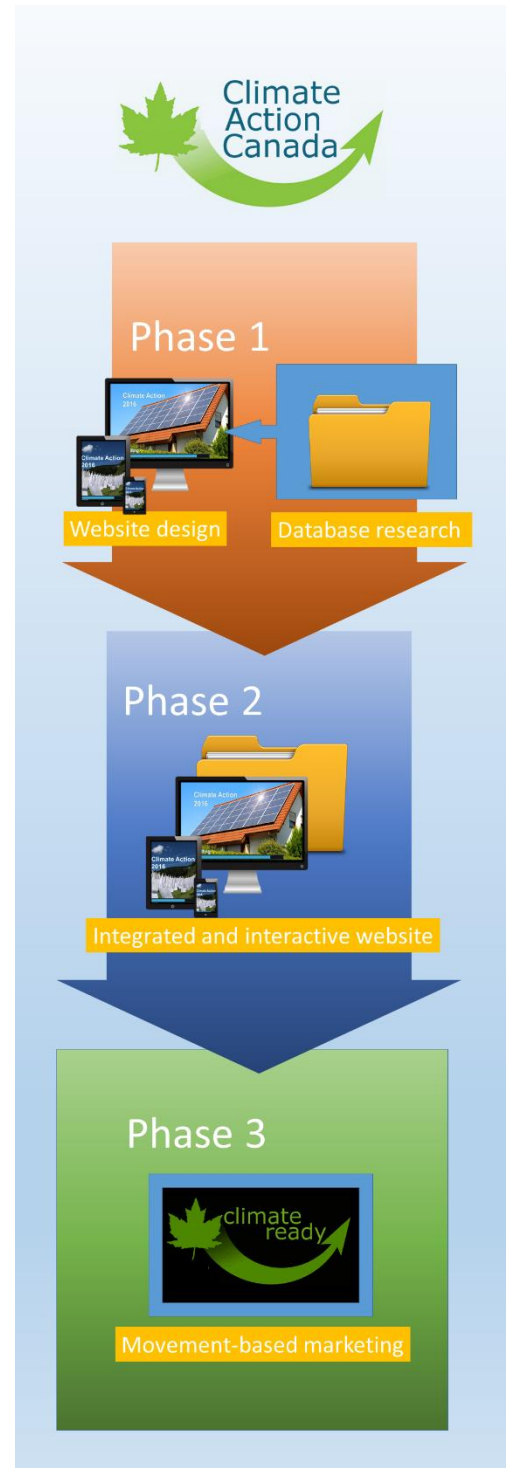 Climate
Action
Canada
Phase 1
Climate Action
2016
Climate Action
2016
Website design
Database research
Phase 2
Climate Action
2016
Climate Action
2016
Integrated and interactive website
Phase 3
climate
ready
Movement-based marketing